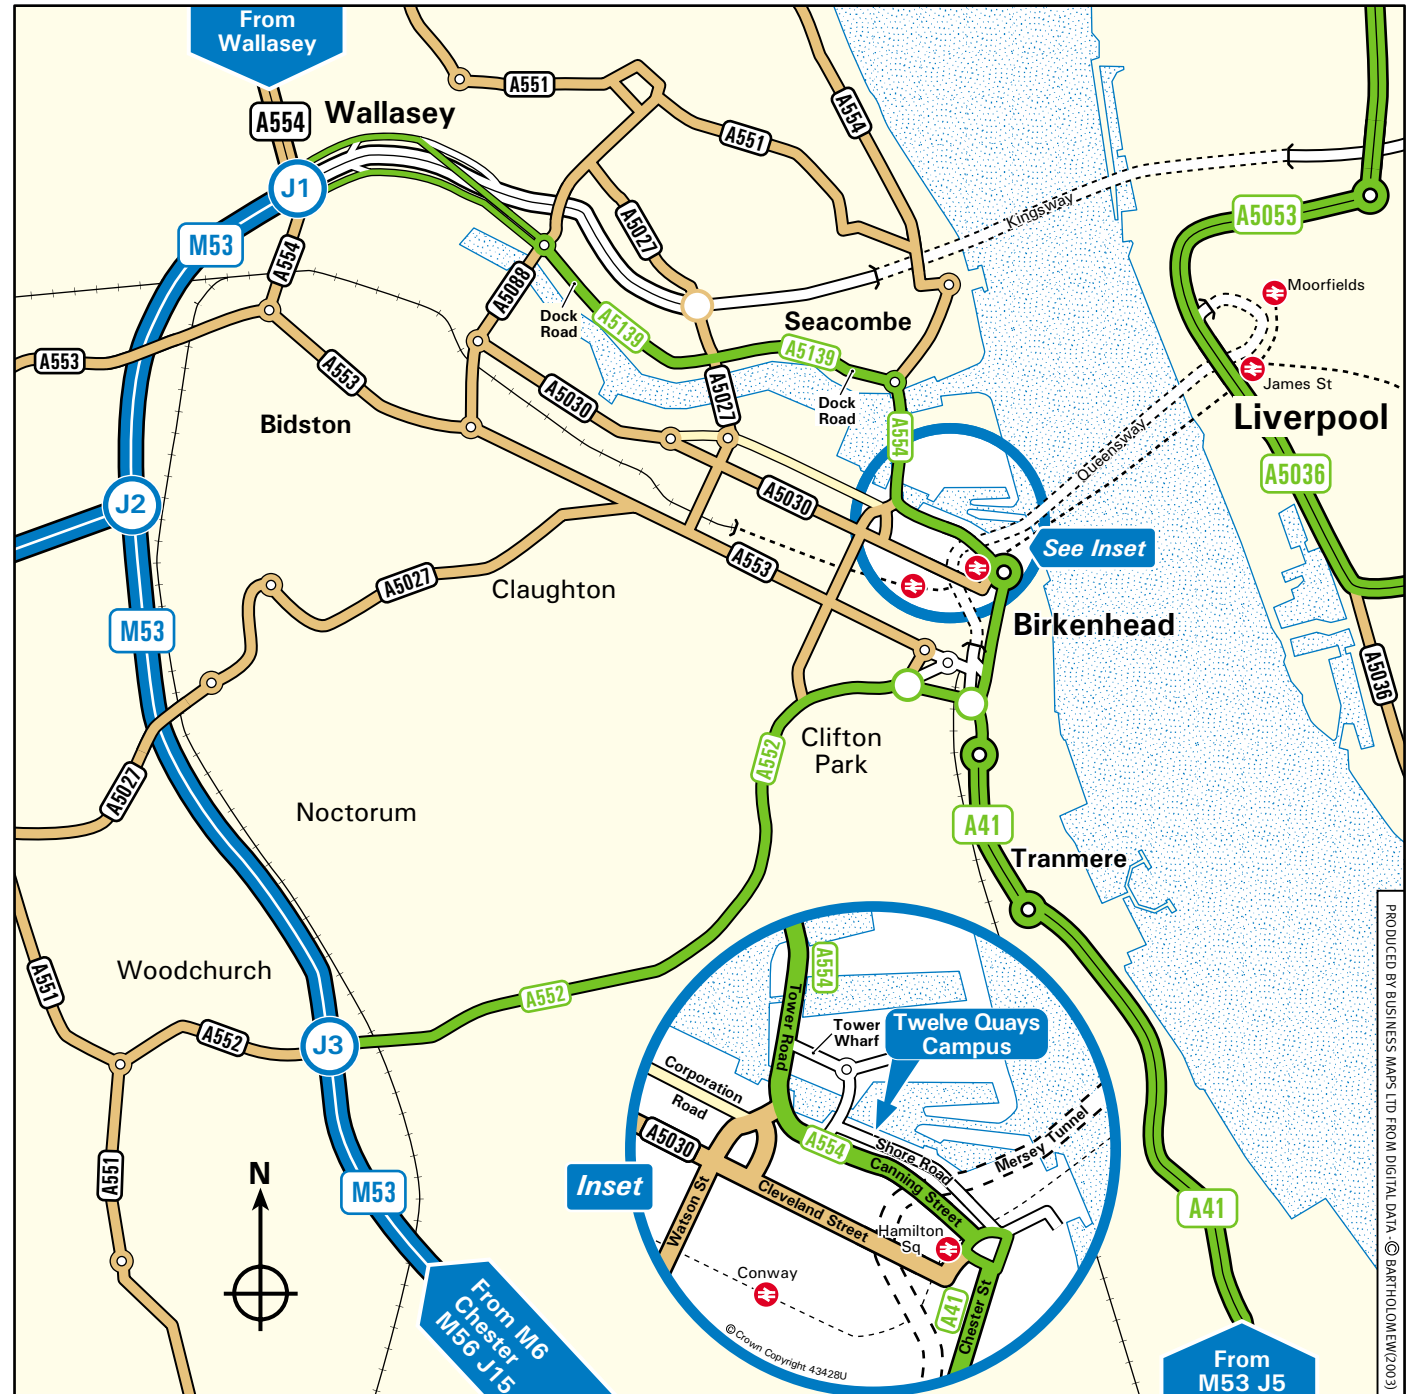 From
Wallasey
A554
Wallasey
A551
A551
A554
J1
M53
A554
A5027
A5088
Kingsway
A5053
Moorfields
Dock
Road
A5139
Seacombe
A5139
A553
A553
James St
Bidston
A5030
A5027
Dock
Road
A554
Liverpool
Queensway
A5036
J2
A5030
See Inset
A553
A5027
Claughton
M53
Birkenhead
A5036
Clifton
Park
A552
A5027
Noctorum
A41
Tranmere
Woodchurch
A551
A552
A552
J3
A551
M53
N
From M6
Chester
M56 J15
Inset
A554
Tower Road
Tower
Wharf
Twelve Quays
Campus
Corporation
Road
A5030
A554
Shore Road
Mersey Tunnel
Canning Street
Cleveland Street
Watson St
Hamilton
Sq
Conway
A41
Chester St
© Crown Copyright 43428U
A41
From
M53 J5
PRODUCED BY BUSINESS MAPS LTD FROM DIGITAL DATA - © BARTHOLOMEW(2003)